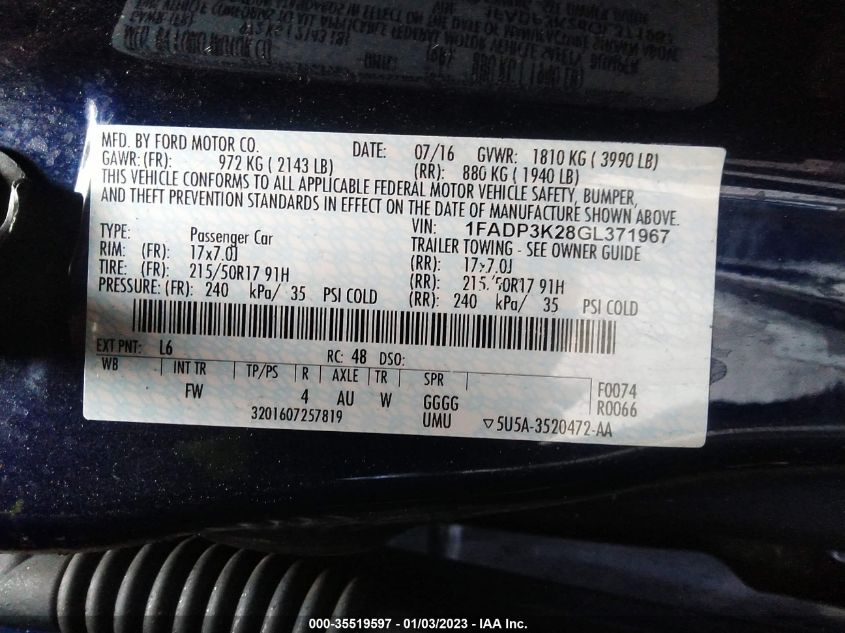 MFD. BY FORD MOTOR CO. DATE: 07/16 GVWR: 1810 KG ( 3990 LB)
GAWR: (FR): 972 KG ( 2143 LB) (RR): 880 KG ( 1940 LB)
THIS VEHICLE CONFORMS TO ALL APPLICABLE FEDERAL MOTOR VEHICLE SAFETY, BUMPER,
AND THEFT PREVENTION STANDARDS IN EFFECT ON THE DATE OF MANUFACTURE SHOWN ABOVE.
VIN: 1FADP3K28GL371967
TYPE: Passenger Car TRAILER TOWING - SEE OWNER GUIDE
RIM: (FR): 17x7.0J (RR): 17x7.0J
TIRE: (FR): 215/50R17 91H (RR): 215/50R17 91H
PRESSURE: (FR): 240 kPa/ 35 PSI COLD (RR): 240 kPa/ 35 PSI COLD
EXT PNT: L6 RC: 48 DSO:
WB INT TR TP/PS R AXLE TR SPR
FW 4 AU W GGGG F0074
R0066
3201607257819 UMU ▽5U5A-3520472-AA
000-35519597 - 01/03/2023 - IAA Inc.